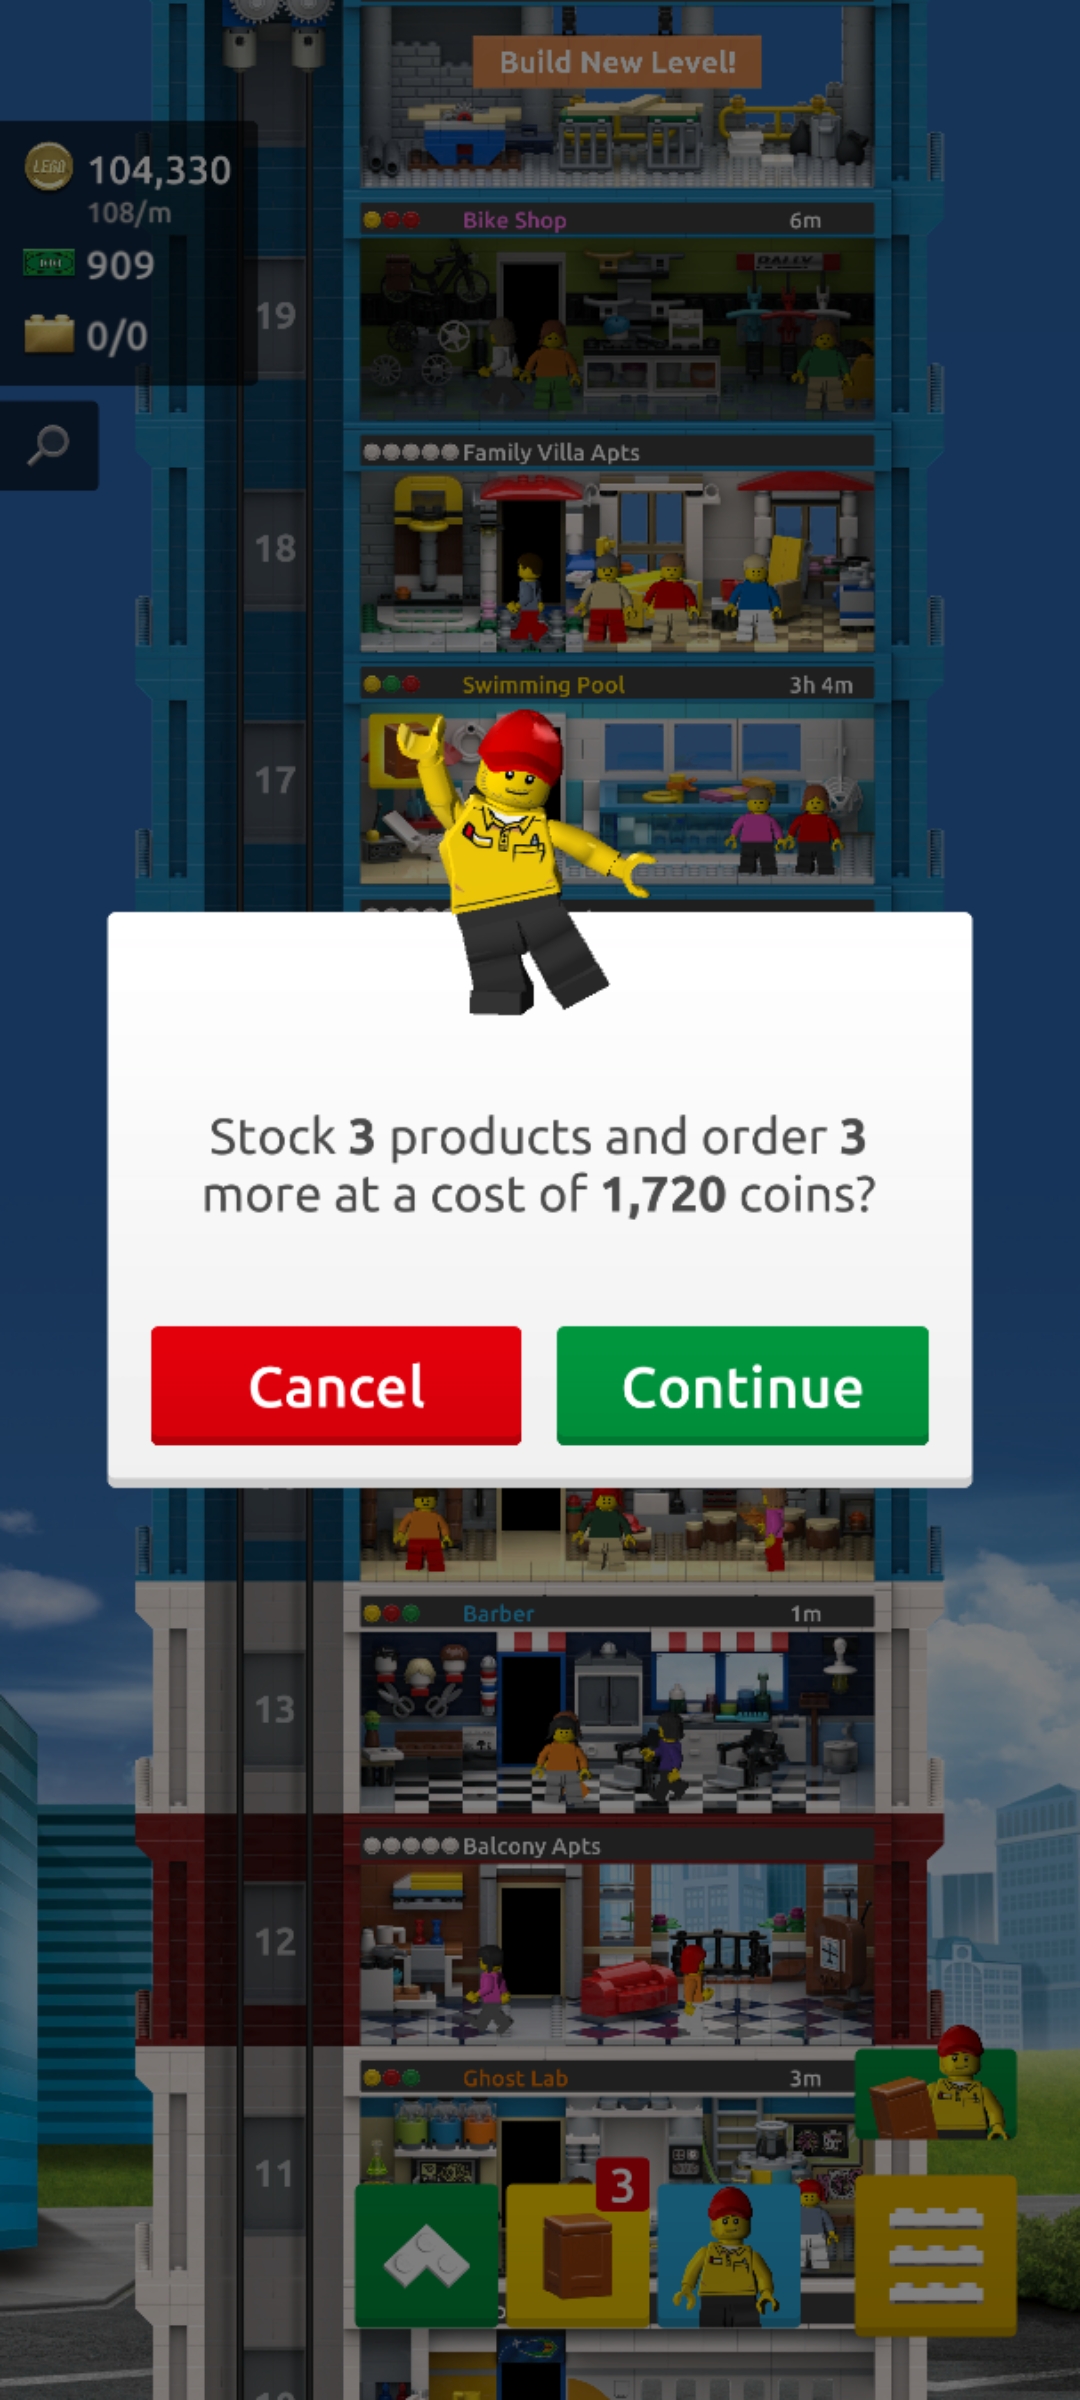 Build New Level!
LEGO
104,330
108/m
909
0/0
Bike Shop
6m
RALLY
19
Family Villa Apts
18
Swimming Pool
3h 4m
17
Stock 3 products and order 3
more at a cost of 1,720 coins?
Cancel
Continue
Barber
1m
13
Balcony Apts
12
Ghost Lab
3m
11
3